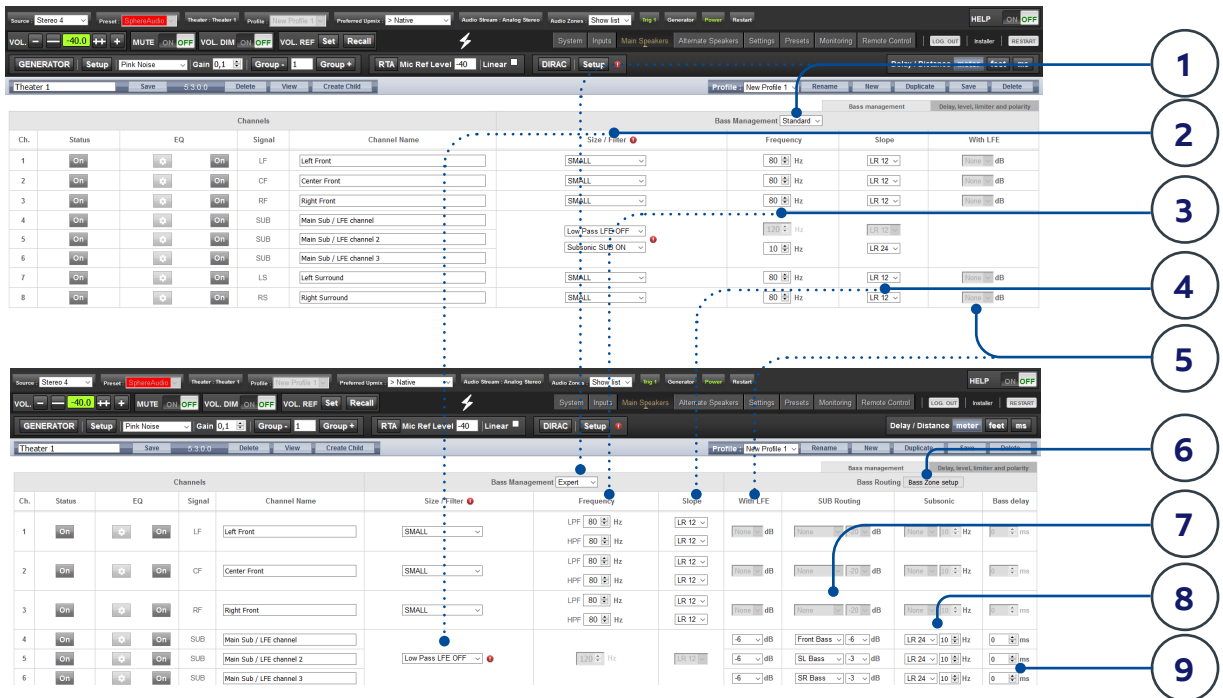 Source : Stereo 4 Preset : SphereAudio Theater : Theater 1 Profile : New Profile 1 Preferred Upmix : > Native Audio Stream : Analog Stereo Audio Zones : Show list Trig 1 Generator Power Restart HELP ON OFF
VOL. -40.0 ++ + MUTE ON OFF VOL. DIM ON OFF VOL. REF Set Recall System Inputs Main Speakers Alternate Speakers Settings Presets Monitoring Remote Control LOG. OUT Installer RESTART
GENERATOR Setup Pink Noise Gain 0,1 Group - 1 Group + RTA Mic Ref Level -40 Linear DIRAC Setup Delay / Distance meter feet ms
Theater 1 Save 5.3.0.0 Delete View Create Child Profile : New Profile 1 Rename New Duplicate Save Delete
Bass management Delay, level, limiter and polarity
Channels Bass Management Standard
Ch. Status EQ Signal Channel Name Size / Filter Frequency Slope With LFE
1 On On LF Left Front SMALL 80 Hz LR 12 None dB
2 On On CF Center Front SMALL 80 Hz LR 12 None dB
3 On On RF Right Front SMALL 80 Hz LR 12 None dB
4 On On SUB Main Sub / LFE channel
Low Pass LFE OFF 120 Hz LR 12
5 On On SUB Main Sub / LFE channel 2
Subsonic SUB ON 10 Hz LR 24
6 On On SUB Main Sub / LFE channel 3
7 On On LS Left Surround SMALL 80 Hz LR 12 None dB
8 On On RS Right Surround SMALL 80 Hz LR 12 None dB
1
2
3
4
5
Source : Stereo 4 Preset : SphereAudio Theater : Theater 1 Profile : New Profile 1 Preferred Upmix : > Native Audio Stream : Analog Stereo Audio Zones : Show list Trig 1 Generator Power Restart HELP ON OFF
VOL. -40.0 ++ + MUTE ON OFF VOL. DIM ON OFF VOL. REF Set Recall System Inputs Main Speakers Alternate Speakers Settings Presets Monitoring Remote Control LOG. OUT Installer RESTART
GENERATOR Setup Pink Noise Gain 0,1 Group - 1 Group + RTA Mic Ref Level -40 Linear DIRAC Setup Delay / Distance meter feet ms
Theater 1 Save 5.3.0.0 Delete View Create Child Profile : New Profile 1 Rename New Duplicate Save Delete
Bass management Delay, level, limiter and polarity
Channels Bass Management Expert Bass Routing Bass Zone setup
Ch. Status EQ Signal Channel Name Size / Filter Frequency Slope With LFE SUB Routing Subsonic Bass delay
LPF 80 Hz LR 12
1 On On LF Left Front SMALL None dB None -20 dB None 10 Hz 0 ms
HPF 80 Hz LR 12
LPF 80 Hz LR 12
2 On On CF Center Front SMALL None dB None -20 dB None 10 Hz 0 ms
HPF 80 Hz LR 12
LPF 80 Hz LR 12
3 On On RF Right Front SMALL None dB None -20 dB None 10 Hz 0 ms
HPF 80 Hz LR 12
4 On On SUB Main Sub / LFE channel -6 dB Front Bass -6 dB LR 24 10 Hz 0 ms
5 On On SUB Main Sub / LFE channel 2 Low Pass LFE OFF 120 Hz LR 12 -6 dB SL Bass -3 dB LR 24 10 Hz 0 ms
6 On On SUB Main Sub / LFE channel 3 -6 dB SR Bass -3 dB LR 24 10 Hz 0 ms
6
7
8
9